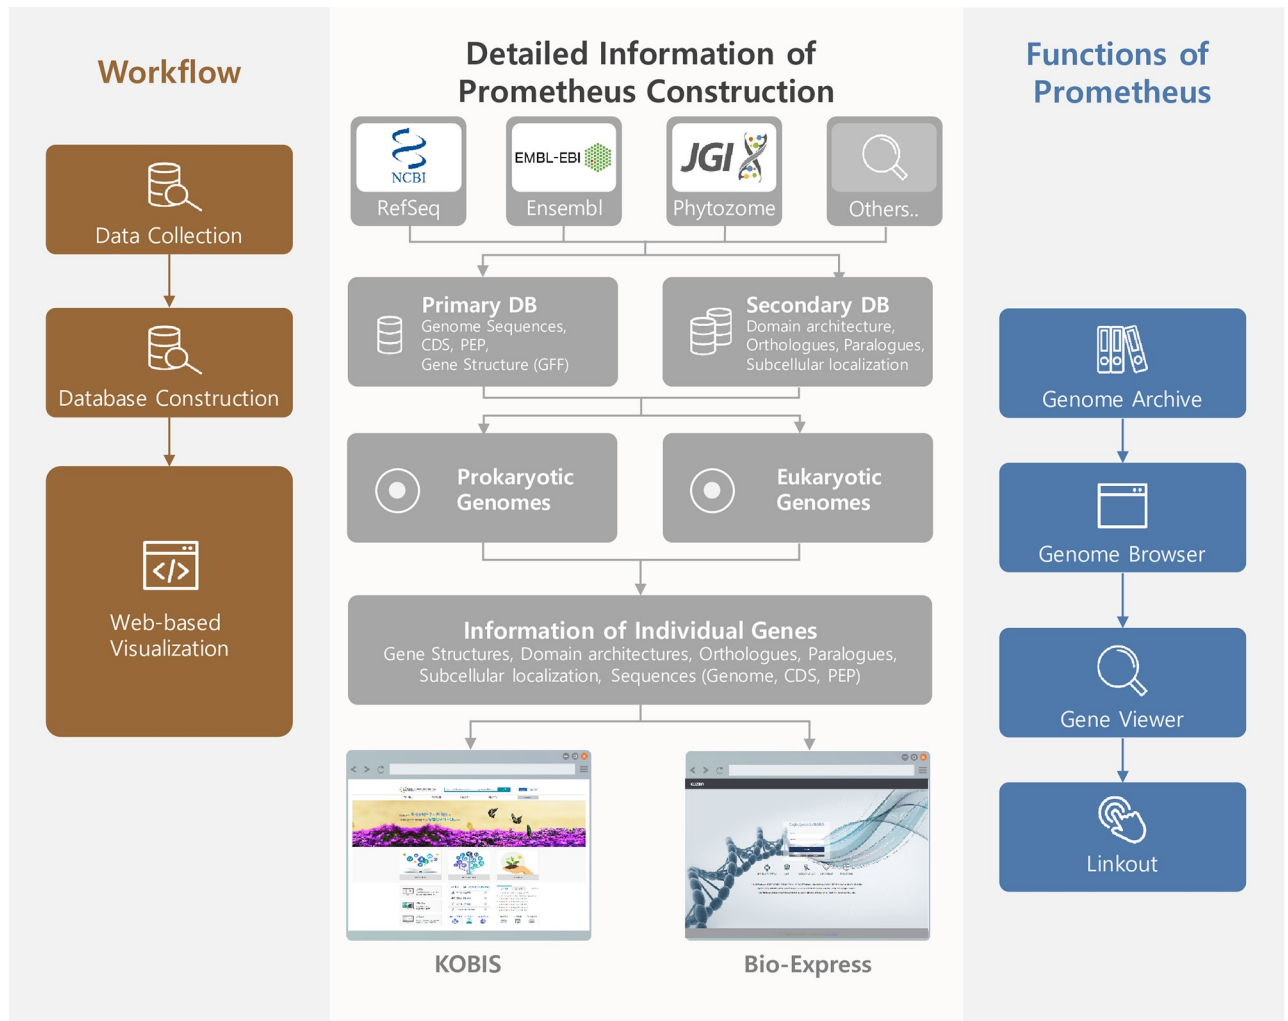 Workflow
Data Collection
Database Construction
Web-based
Visualization
Detailed Information of
Prometheus Construction
NCBI
RefSeq
EMBL-EBI
Ensembl
JGI
Phytozome
Others..
Primary DB
Genome Sequences,
CDS, PEP,
Gene Structure (GFF)
Secondary DB
Domain architecture,
Orthologues, Paralogues,
Subcellular localization
Prokaryotic
Genomes
Eukaryotic
Genomes
Information of Individual Genes
Gene Structures, Domain architectures, Orthologues, Paralogues,
Subcellular localization, Sequences (Genome, CDS, PEP)
KOBIS
Bio-Express
Functions of
Prometheus
Genome Archive
Genome Browser
Gene Viewer
Linkout